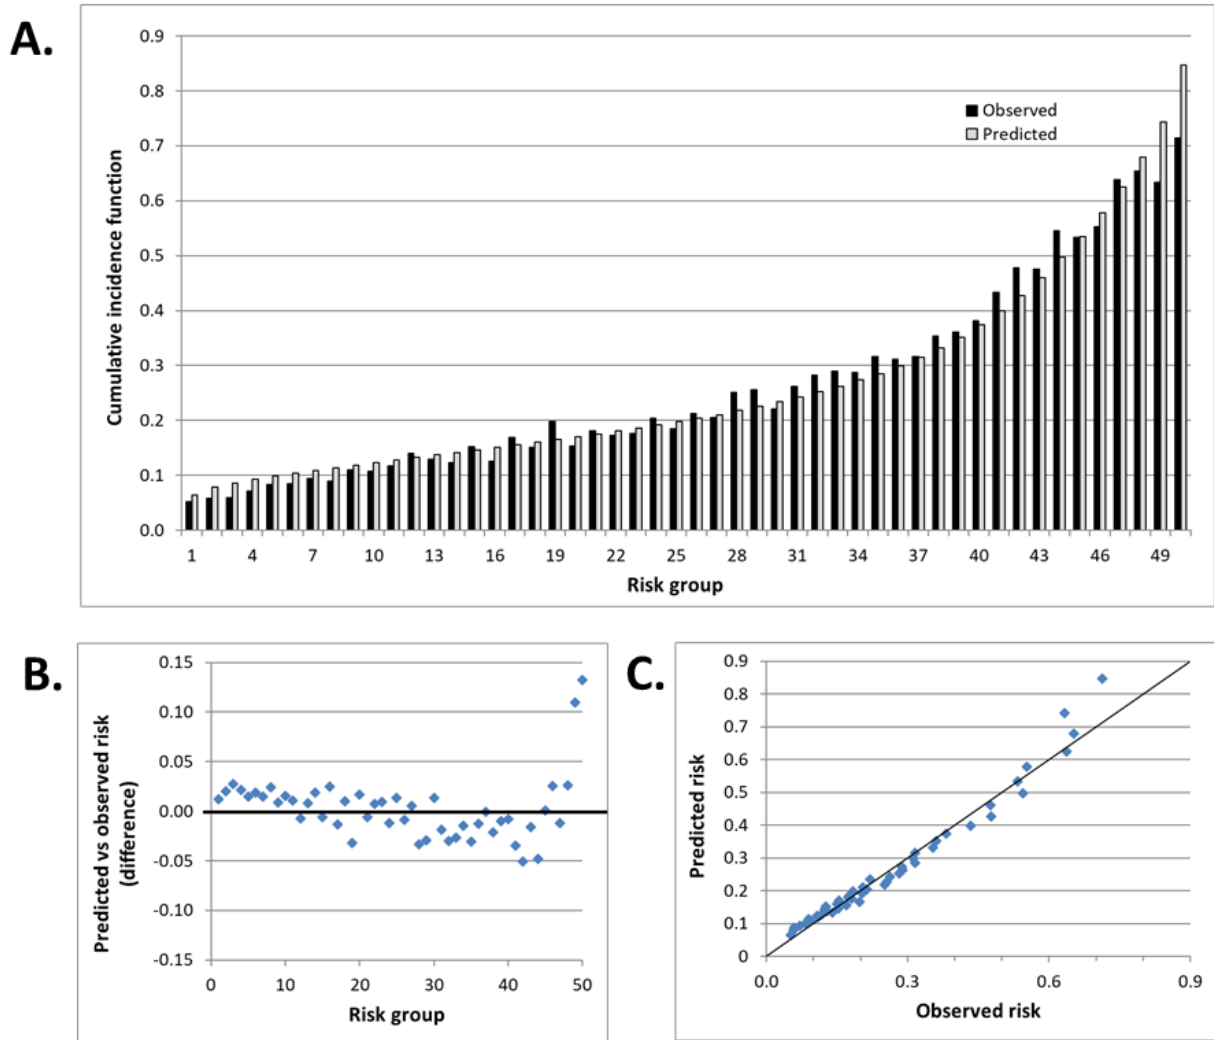 A.
0.9
0.8
0.7
0.6
0.5
0.4
0.3
0.2
0.1
0.0
Cumulative incidence function
Observed
Predicted
1 4 7 10 13 16 19 22 25 28 31 34 37 40 43 46 49
Risk group
B.
0.15
0.10
0.05
0.00
-0.05
-0.10
-0.15
Predicted vs observed risk
(difference)
0 10 20 30 40 50
Risk group
C.
0.9
0.8
0.7
0.6
0.5
0.4
0.3
0.2
0.1
0
Predicted risk
0.0 0.3 0.6 0.9
Observed risk